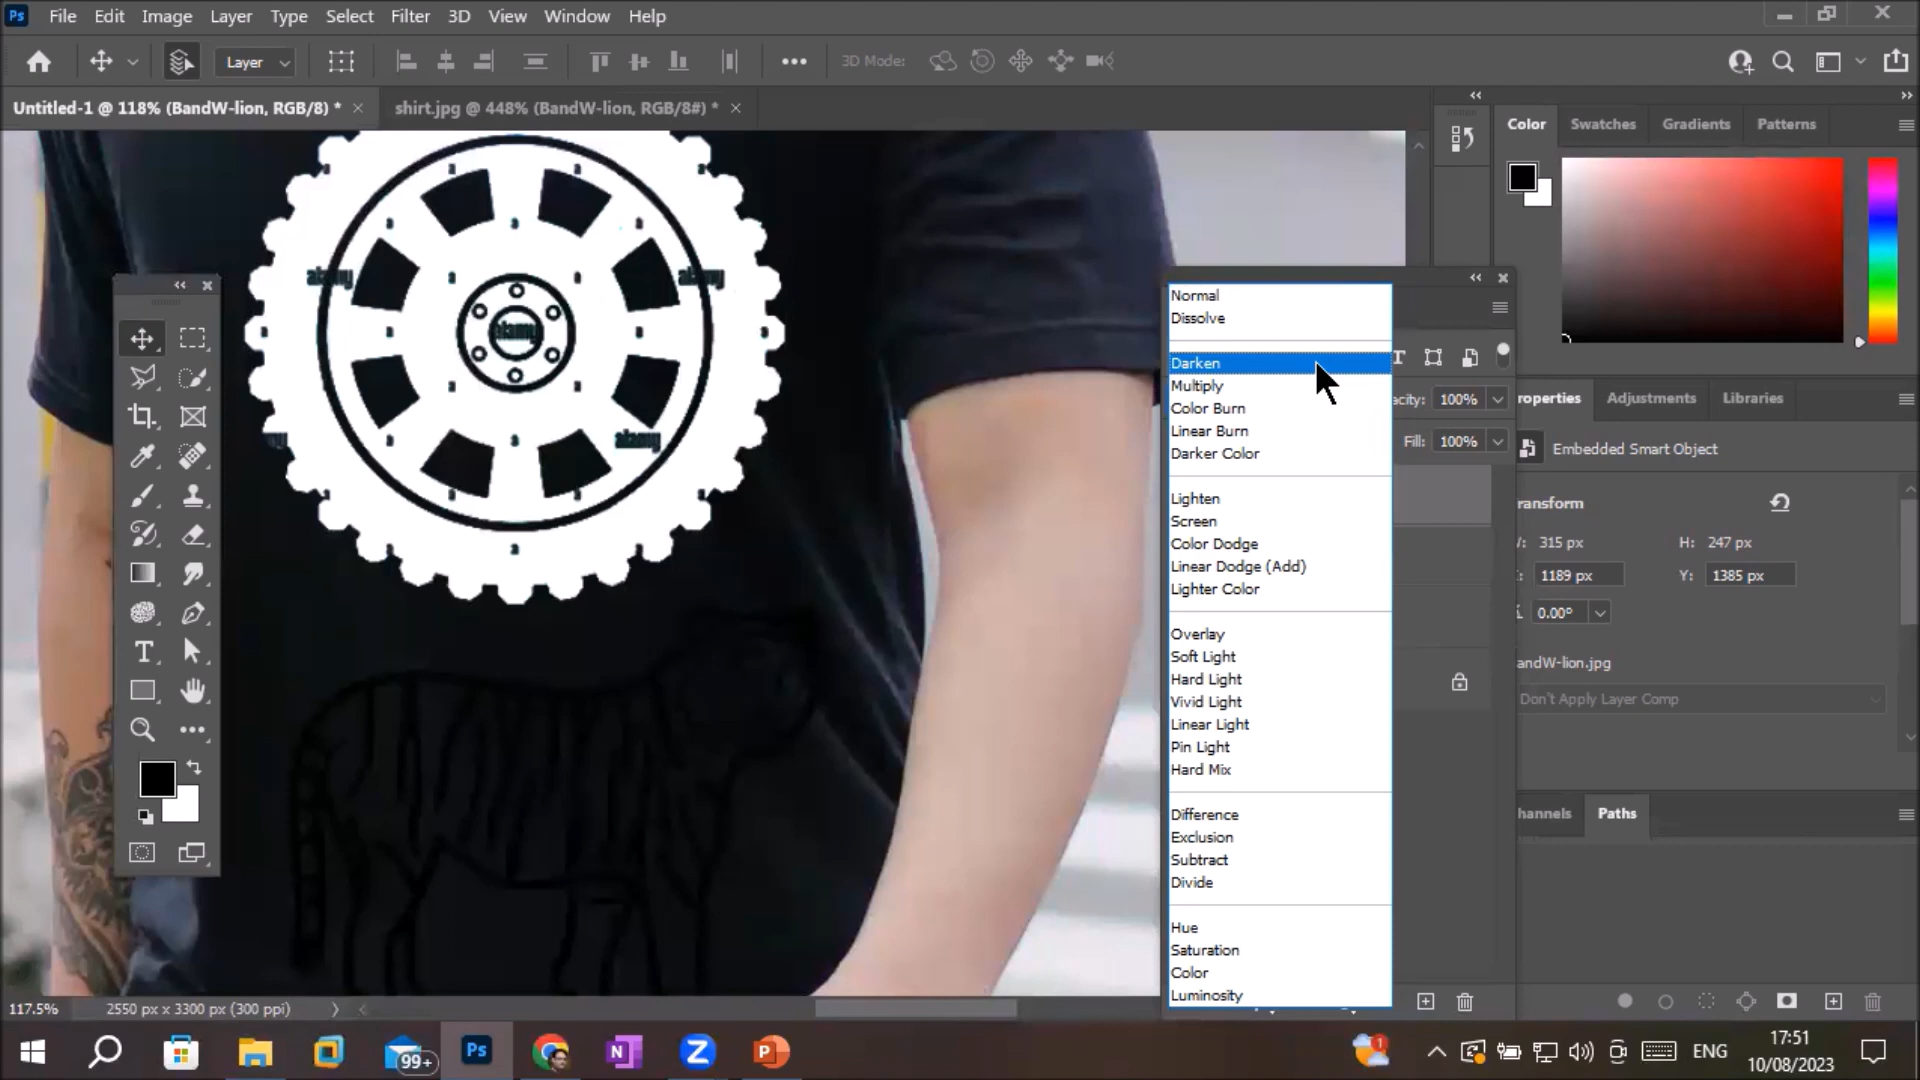 Ps File Edit Image Layer Type Select Filter 3D View Window Help
Layer 3D Mode:
Untitled-1 @ 118% (BandW-lion, RGB/8) * × shirt.jpg @ 448% (BandW-lion, RGB/8#) * ×
Color Swatches Gradients Patterns
alamy alamy
alamy
alamy
Normal
Dissolve
Darken
Multiply
Color Burn
Linear Burn
Darker Color
Lighten
Screen
Color Dodge
Linear Dodge (Add)
Lighter Color
Overlay
Soft Light
Hard Light
Vivid Light
Linear Light
Pin Light
Hard Mix
Difference
Exclusion
Subtract
Divide
Hue
Saturation
Color
Luminosity
acity: 100%
Fill: 100%
roperties Adjustments Libraries
Embedded Smart Object
ransform
315 px H: 247 px
1189 px Y: 1385 px
0.00°
andW-lion.jpg
Don't Apply Layer Comp
hannels Paths
117.5% 2550 px x 3300 px (300 ppi)
99+ Ps N Z P 1 ENG
17:51
10/08/2023